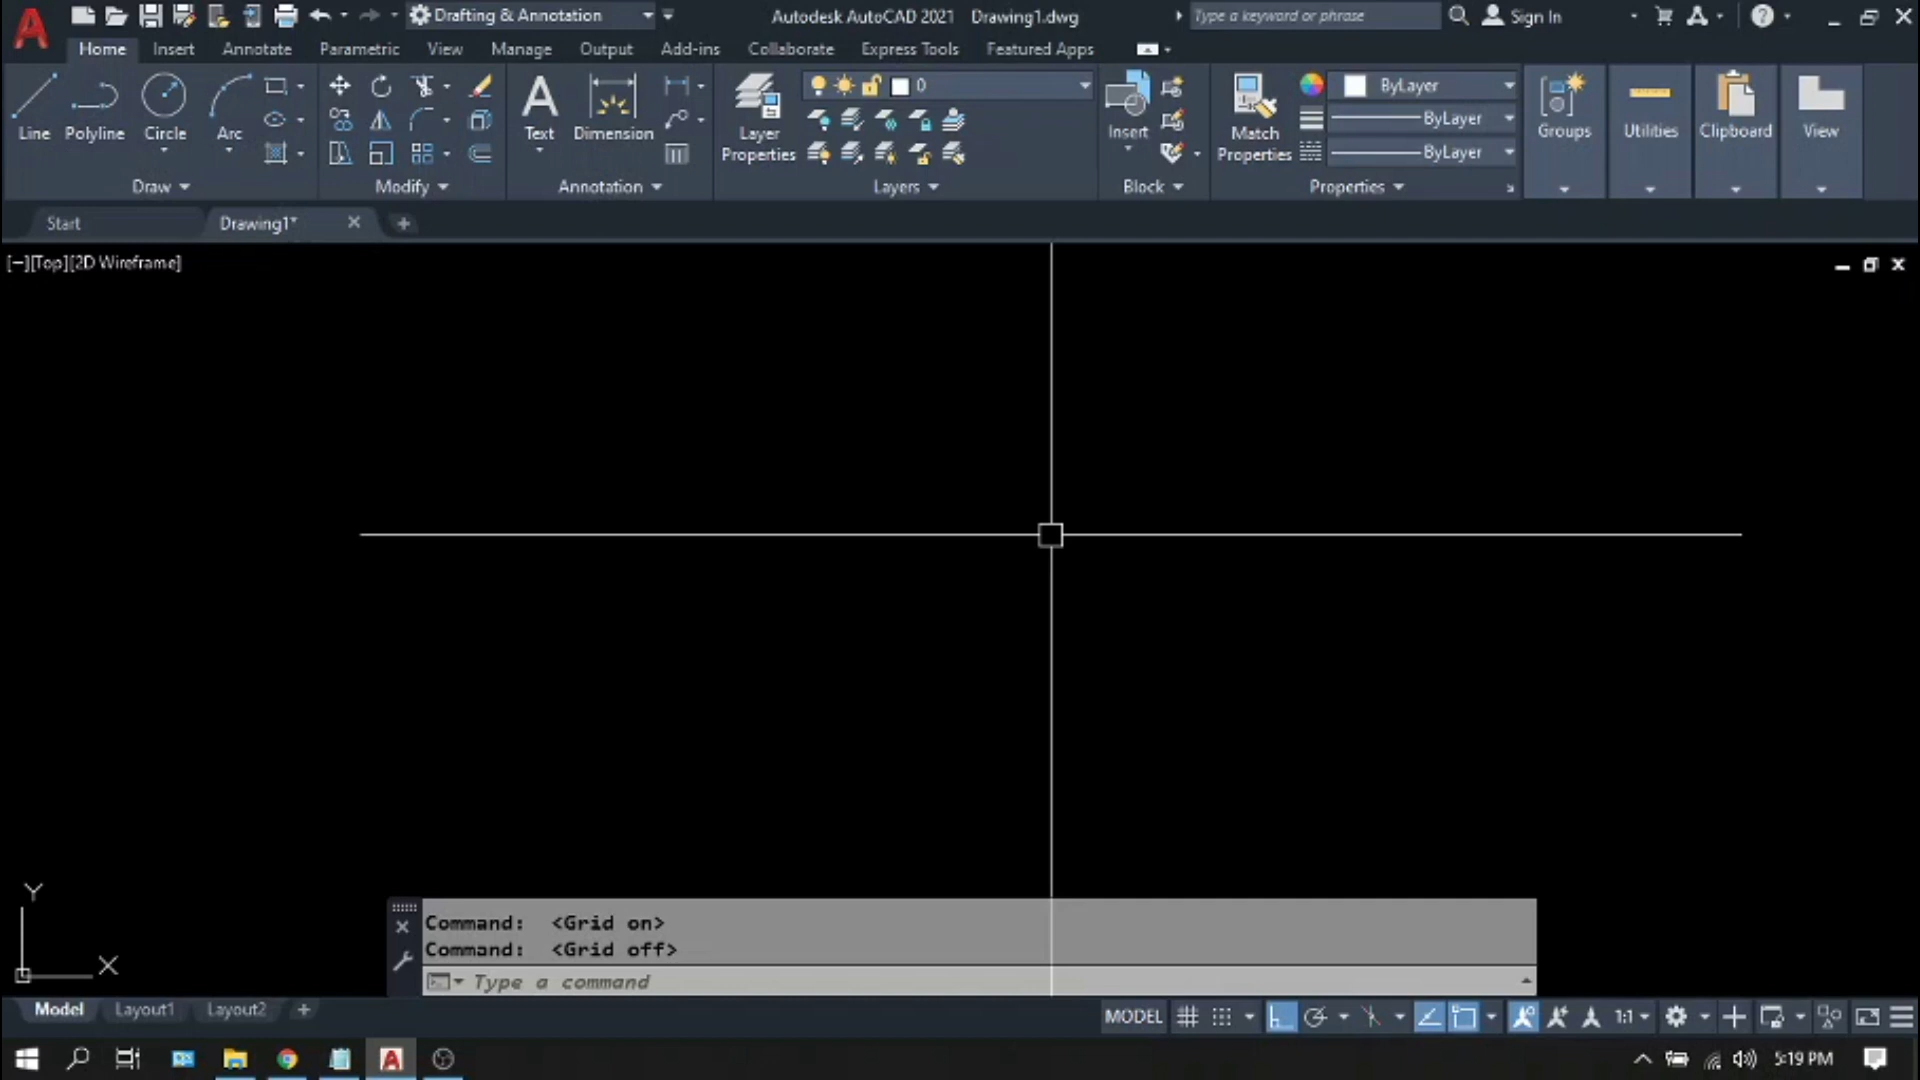 Drafting & Annotation
Autodesk AutoCAD 2021 Drawing1.dwg
Type a keyword or phrase
Sign In
Home Insert Annotate Parametric View Manage Output Add-ins Collaborate Express Tools Featured Apps
0
ByLayer
Line Polyline Circle Arc
Text Dimension
Layer Properties
Insert
Match Properties
ByLayer
ByLayer
Groups Utilities Clipboard View
Draw Modify Annotation Layers Block Properties
Start Drawing1*
[−][Top][2D Wireframe]
Y
X
Command: <Grid on>
Command: <Grid off>
Type a command
Model Layout1 Layout2
MODEL
1:1
5:19 PM